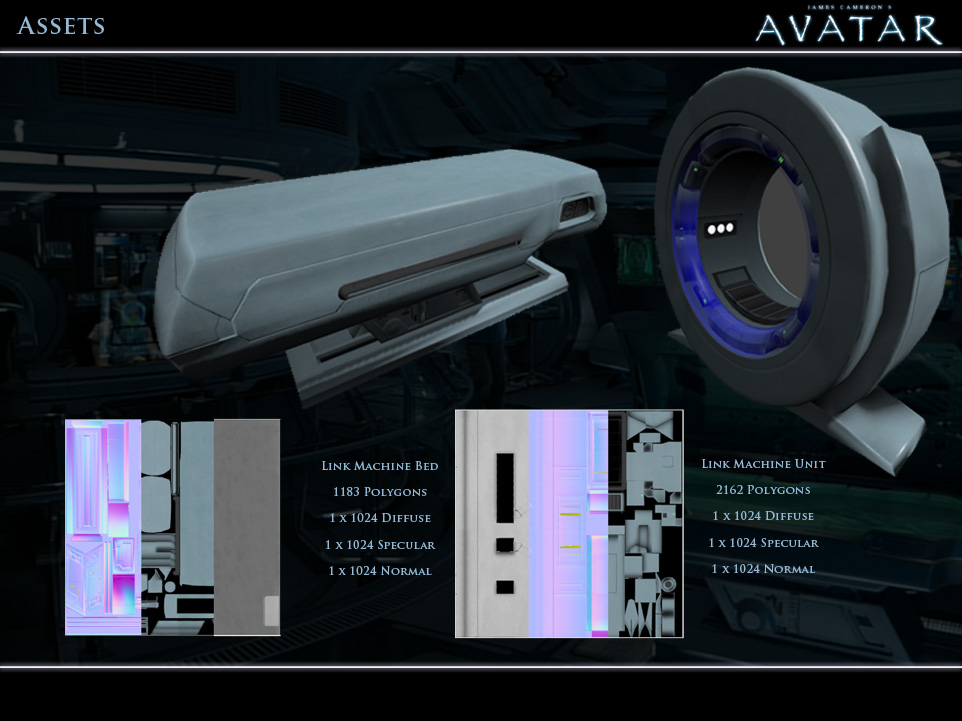 Assets
JAMES CAMERON'S
AVATAR
Link Machine Bed
1183 Polygons
1 x 1024 Diffuse
1 x 1024 Specular
1 x 1024 Normal
Link Machine Unit
2162 Polygons
1 x 1024 Diffuse
1 x 1024 Specular
1 x 1024 Normal